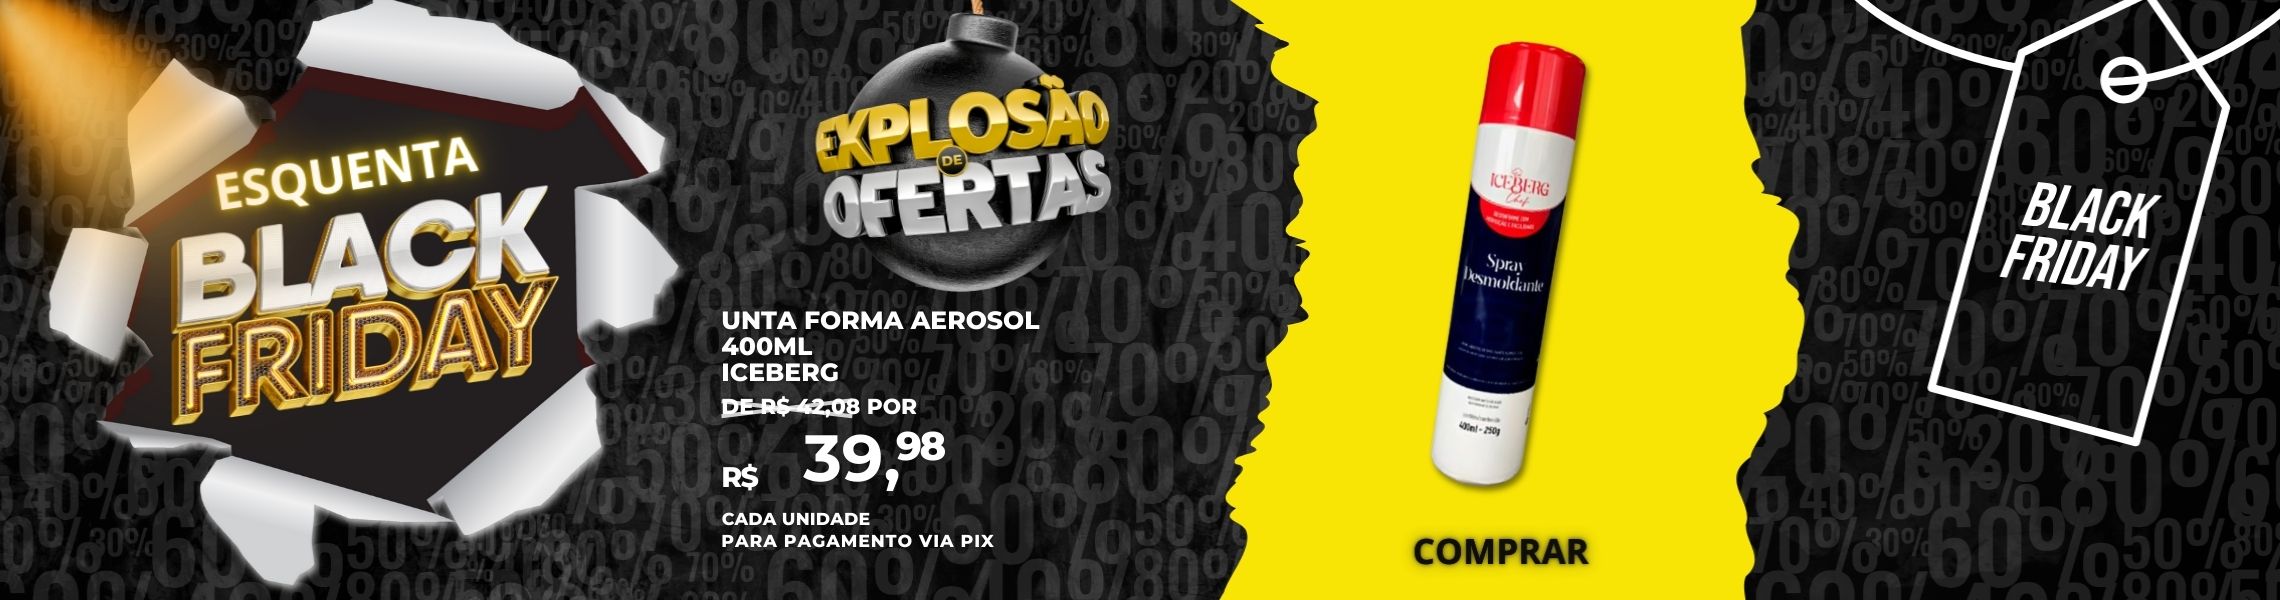 ESQUENTA
BLACK
FRIDAY
EXPLOSÃO
DE
OFERTAS
UNTA FORMA AEROSOL
400ML
ICEBERG
DE R$ 42,08 POR
R$ 39,98
CADA UNIDADE
PARA PAGAMENTO VIA PIX
ICEBERG
Chef
Spray
Desmoldante
400ml - 250g
COMPRAR
BLACK
FRIDAY